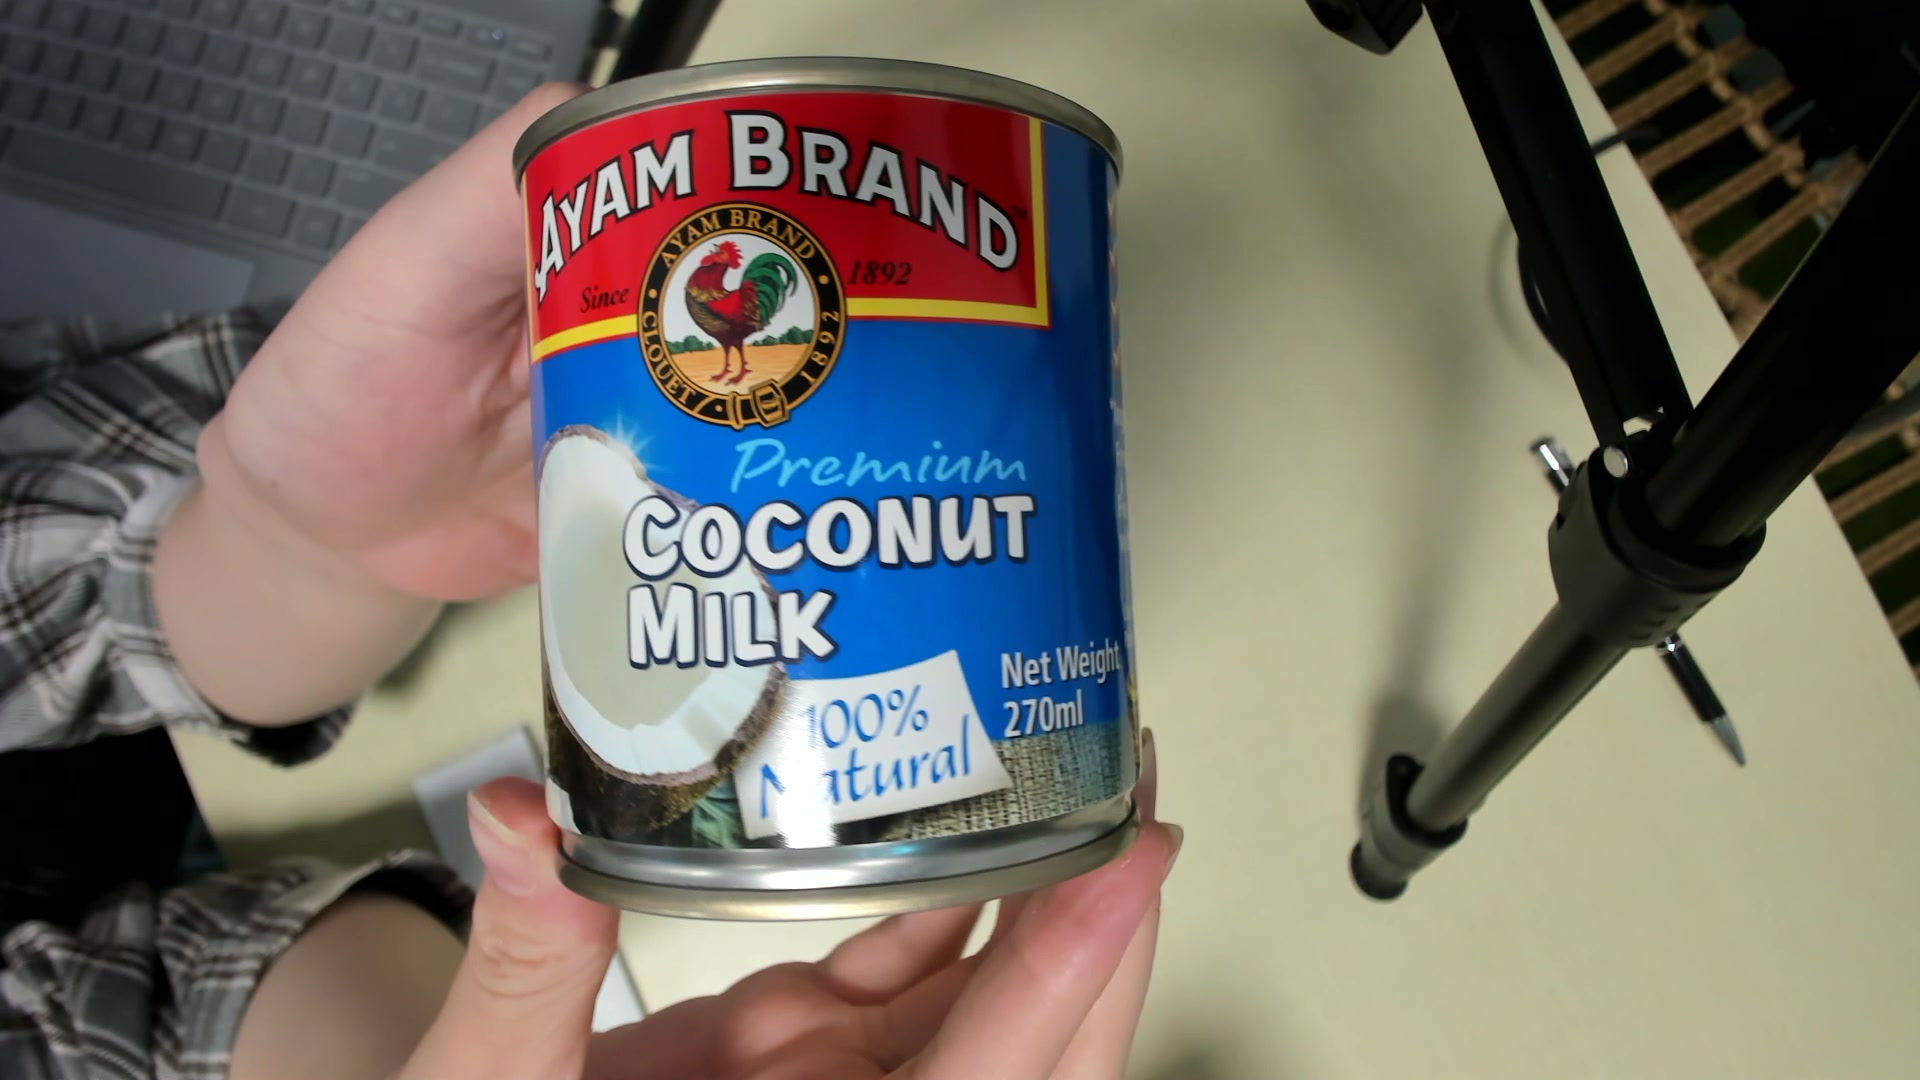 AYAM BRAND
AYAM BRAND
Since 1892
CLOUET 1892
Premium
COCONUT
MILK
100%
Natural
Net Weight
270ml